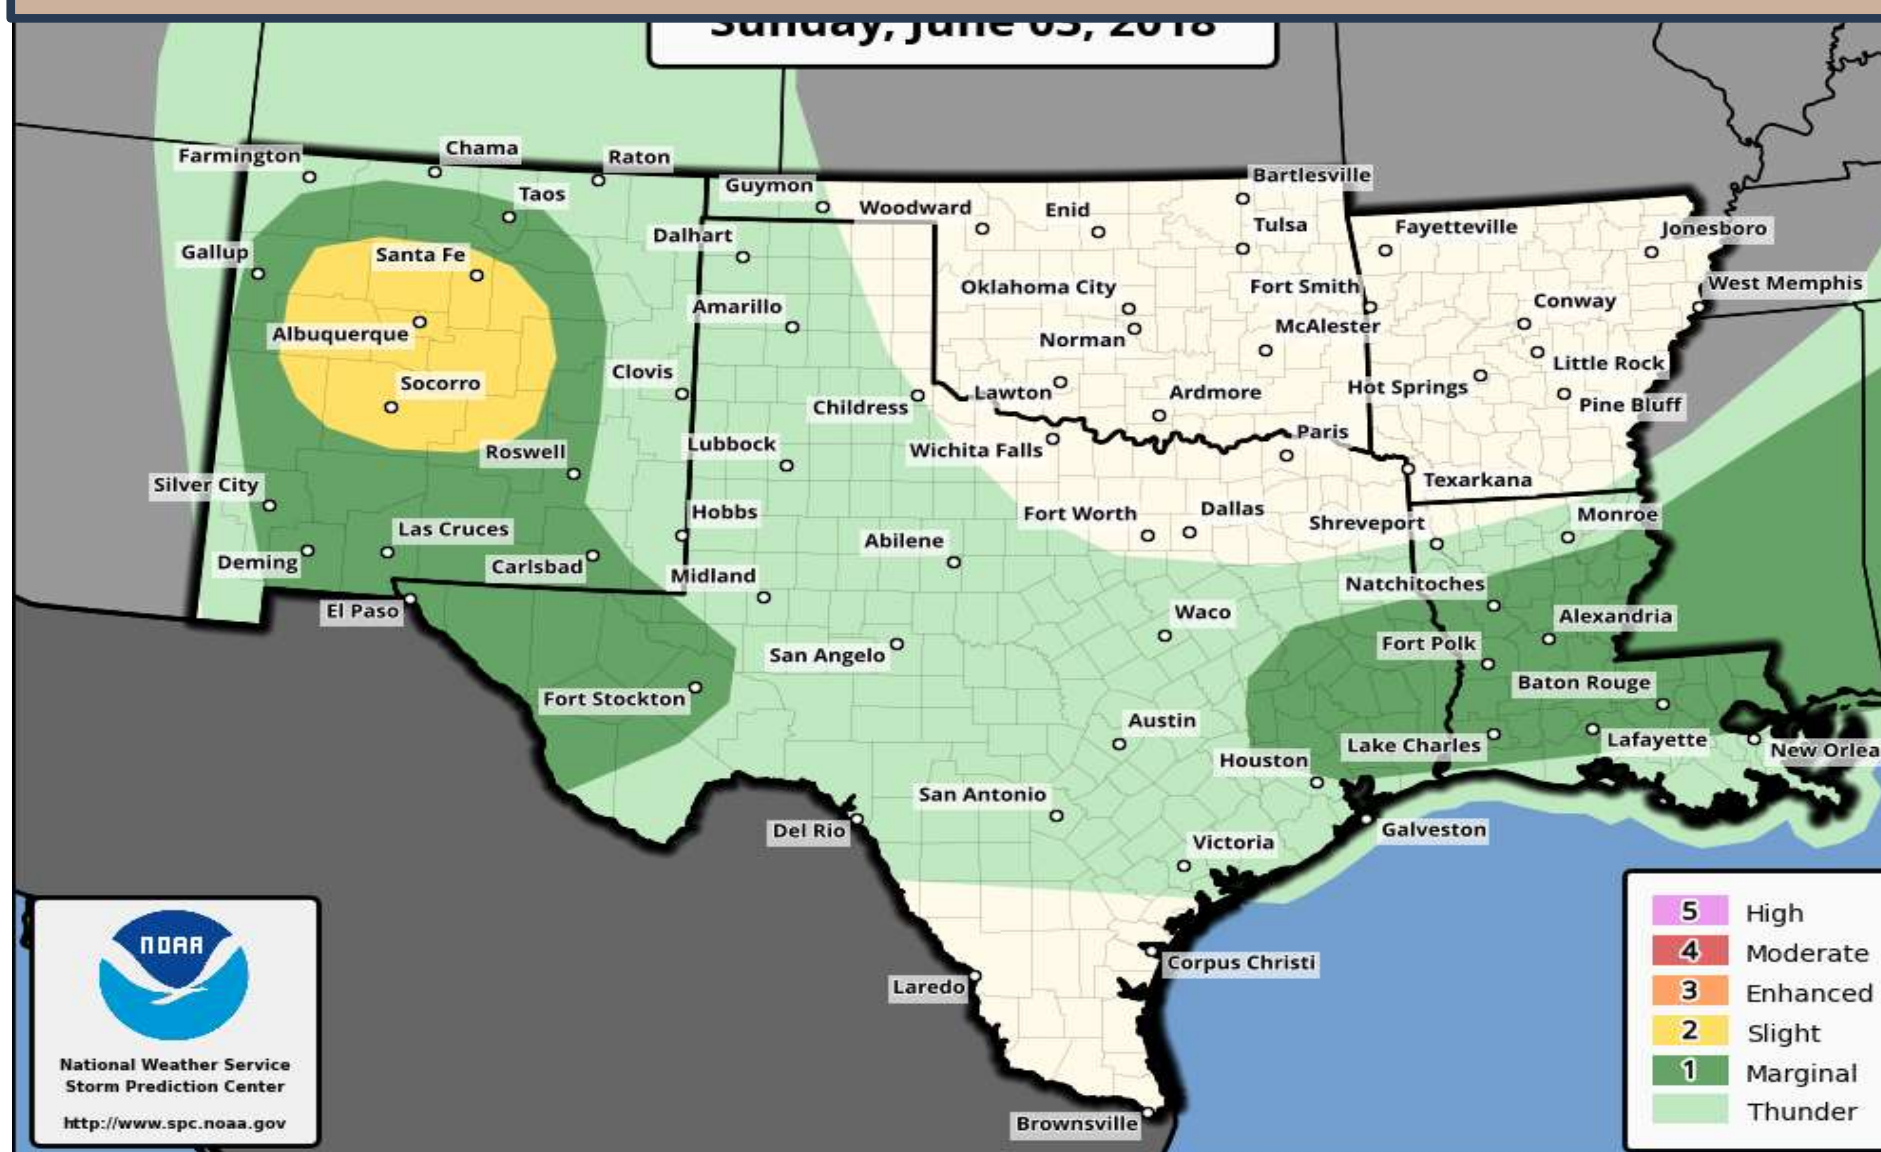 Sunday, June 03, 2018
Farmington
Chama
Raton
Taos
Guymon
Bartlesville
Woodward
Enid
Tulsa
Fayetteville
Jonesboro
Gallup
Santa Fe
Dalhart
Oklahoma City
Fort Smith
Conway
West Memphis
Albuquerque
Amarillo
Norman
McAlester
Little Rock
Socorro
Clovis
Childress
Lawton
Ardmore
Hot Springs
Pine Bluff
Roswell
Lubbock
Wichita Falls
Paris
Texarkana
Silver City
Hobbs
Fort Worth
Dallas
Shreveport
Monroe
Las Cruces
Abilene
Deming
Carlsbad
Midland
Natchitoches
El Paso
Waco
Alexandria
San Angelo
Fort Polk
Fort Stockton
Baton Rouge
Austin
Lake Charles
Lafayette
New Orlea
Houston
San Antonio
Del Rio
Galveston
Victoria
Corpus Christi
Laredo
Brownsville
NOAA
National Weather Service
Storm Prediction Center
http://www.spc.noaa.gov
5 High
4 Moderate
3 Enhanced
2 Slight
1 Marginal
Thunder